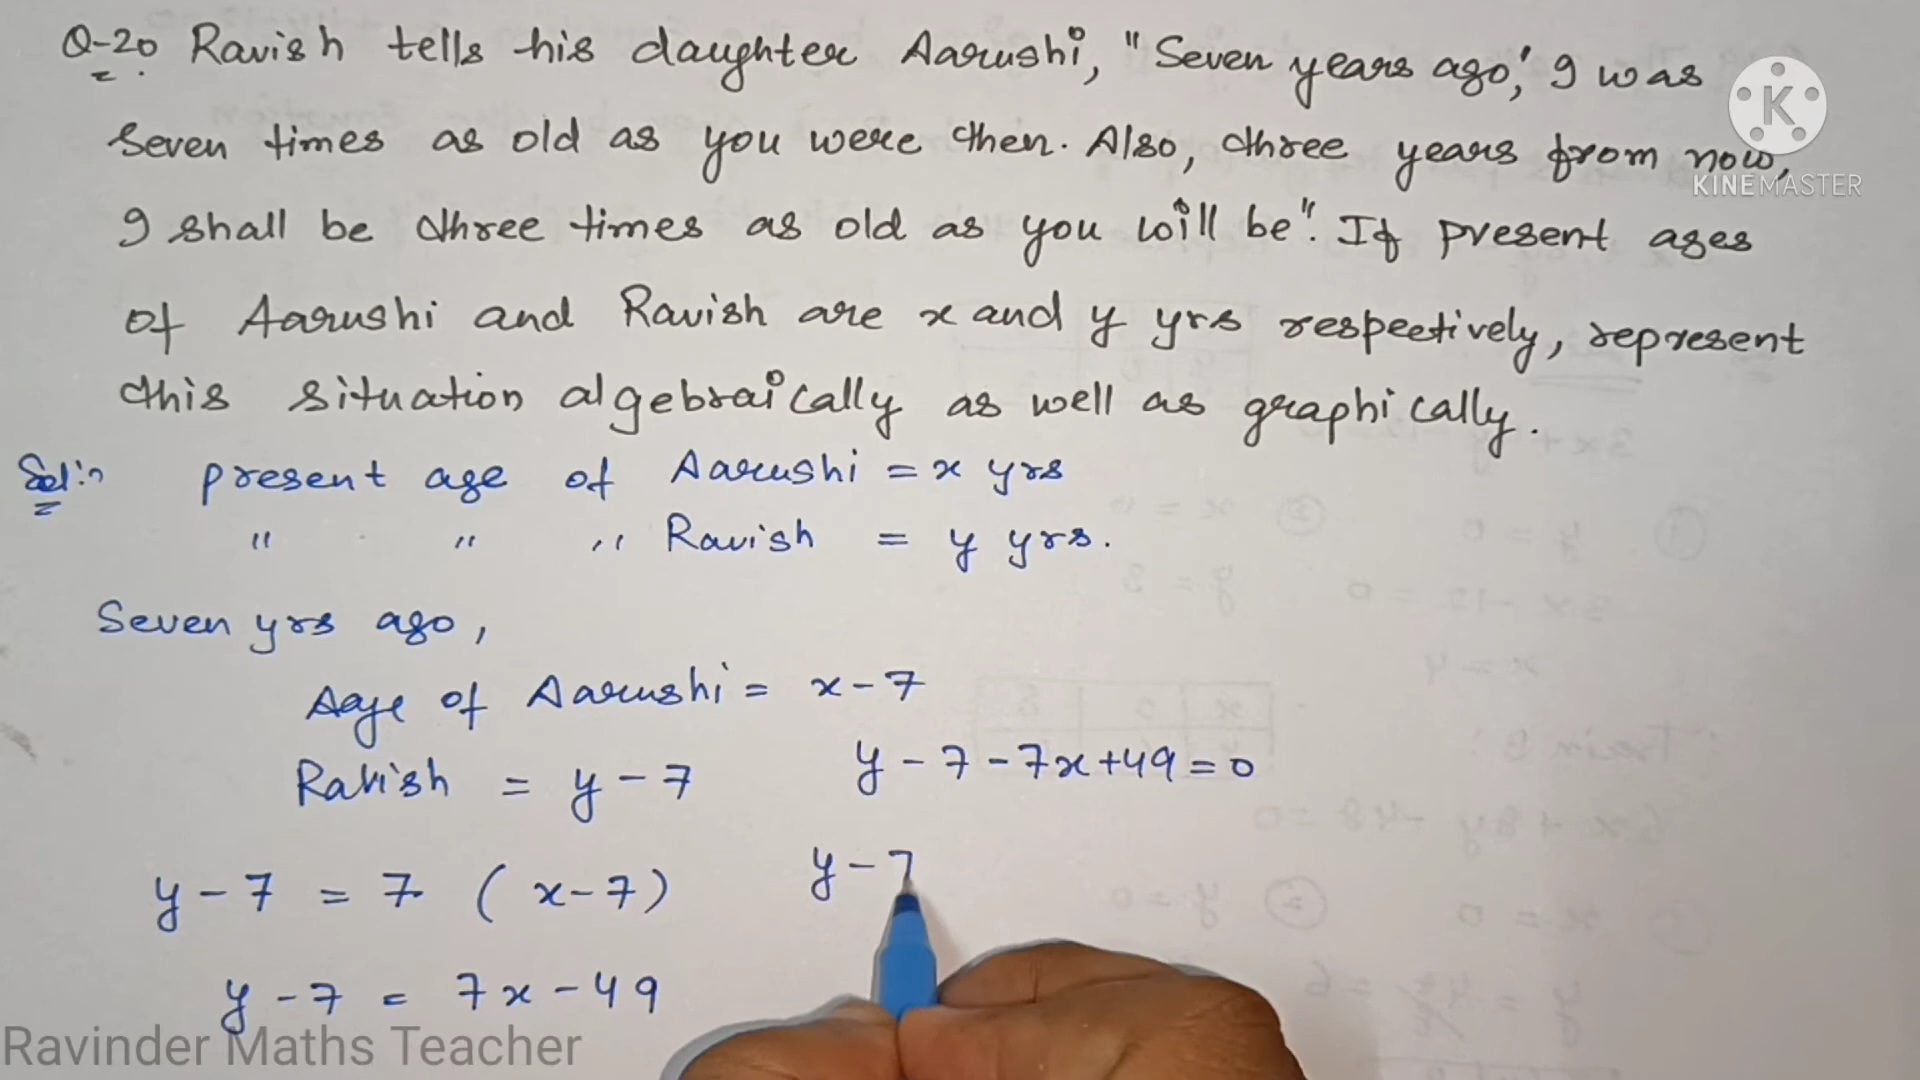 Q-20 Ravish tells his daughter Aarushi, "Seven years ago', I was
seven times as old as you were then. Also, three years from now,
I shall be three times as old as you will be". If present ages
of Aarushi and Ravish are x and y yrs respectively, represent
this situation algebraically as well as graphically.
Sol:n present age of Aarushi = x yrs
" " " Ravish = y yrs.
Seven yrs ago,
Age of Aarushi = x - 7
Ravish = y - 7
y - 7 = 7 (x - 7)
y - 7 = 7x - 49
y - 7 - 7x + 49 = 0
y - 7
K
KINEMASTER
Ravinder Maths Teacher